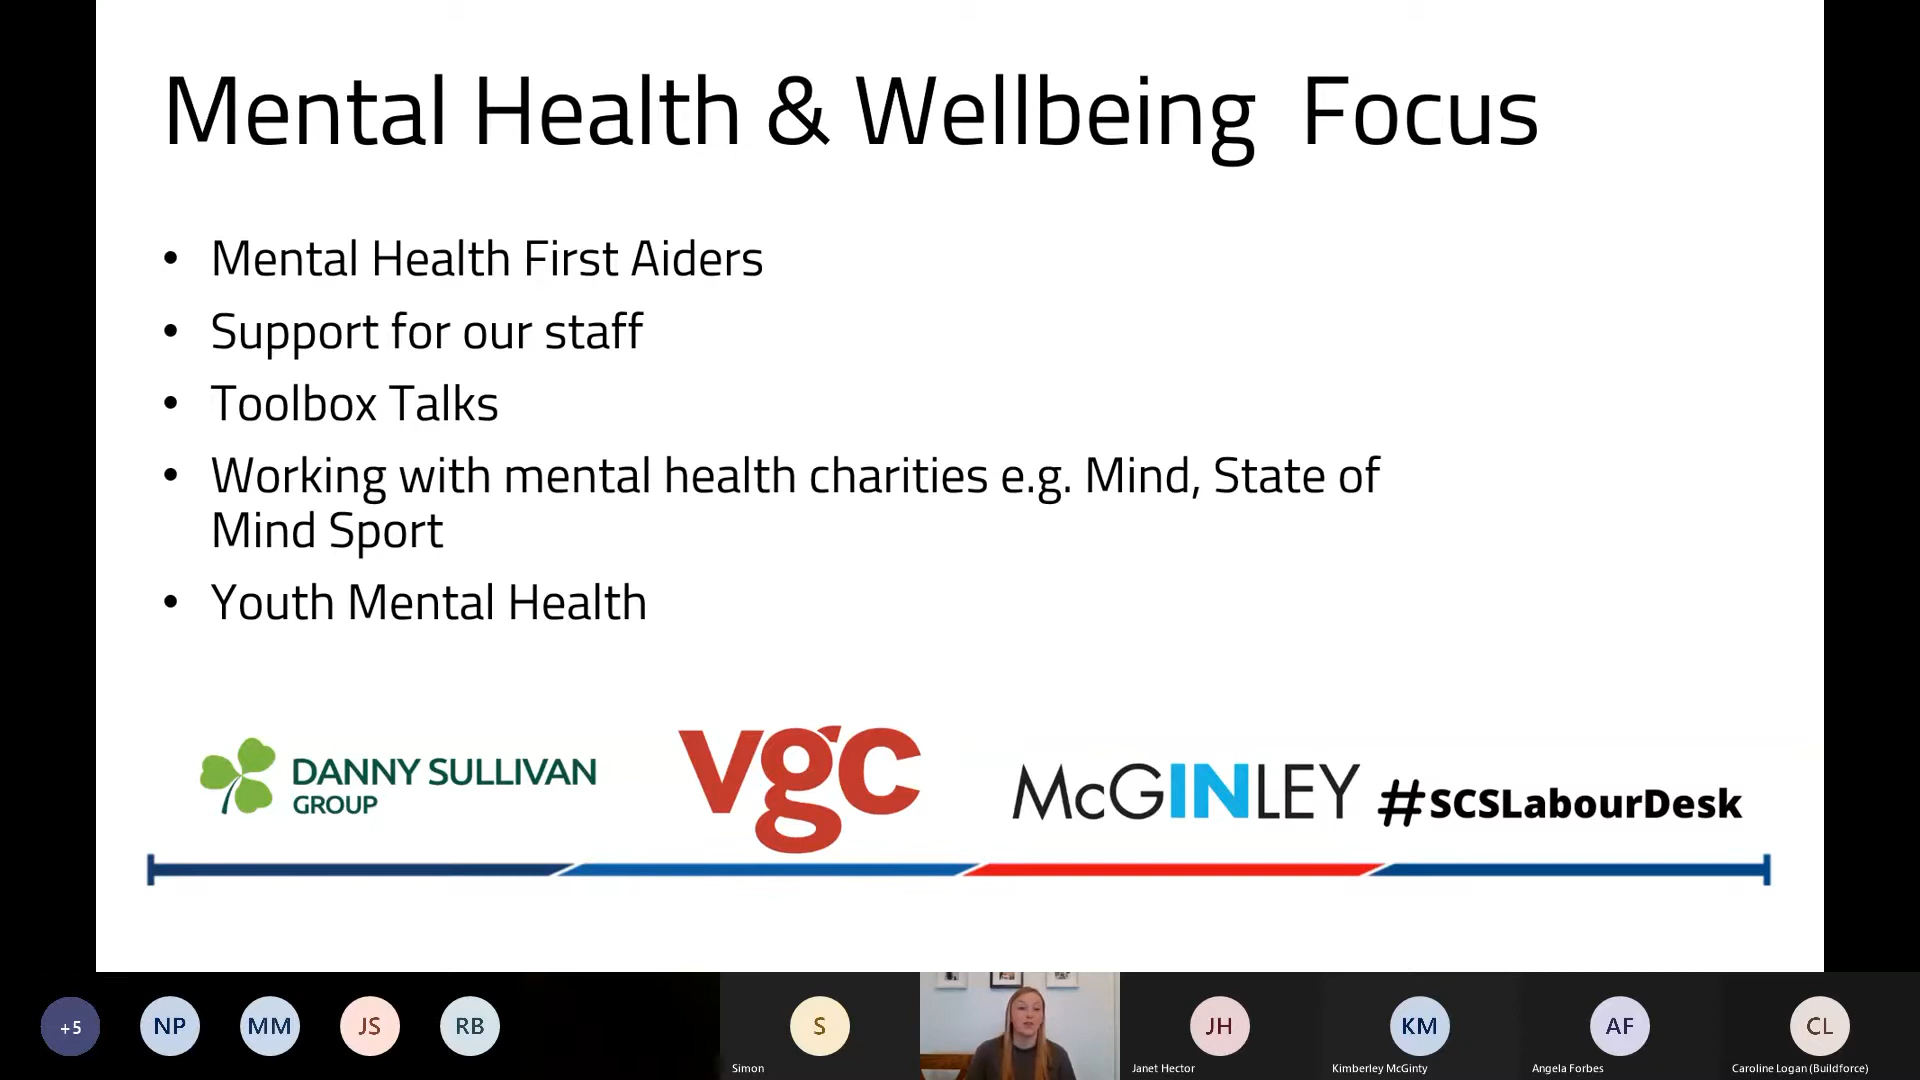 Mental Health & Wellbeing  Focus
• Mental Health First Aiders
• Support for our staff
• Toolbox Talks
• Working with mental health charities e.g. Mind, State of
Mind Sport
• Youth Mental Health
DANNY SULLIVAN
GROUP
vgc
McGINLEY
#SCSLabourDesk
+5
NP
MM
JS
RB
S
Simon
JH
Janet Hector
KM
Kimberley McGinty
AF
Angela Forbes
CL
Caroline Logan (Buildforce)